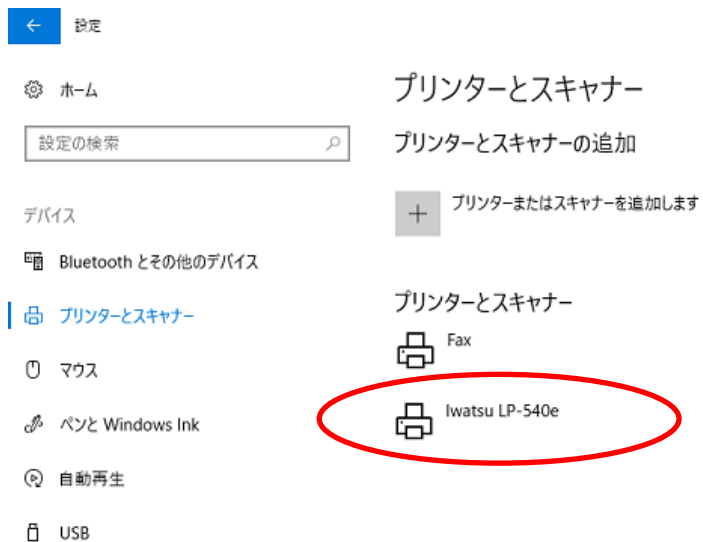 設定
ホーム
設定の検索
デバイス
Bluetooth とその他のデバイス
プリンターとスキャナー
マウス
ペンと Windows Ink
自動再生
USB
プリンターとスキャナー
プリンターとスキャナーの追加
プリンターまたはスキャナーを追加します
プリンターとスキャナー
Fax
Iwatsu LP-540e